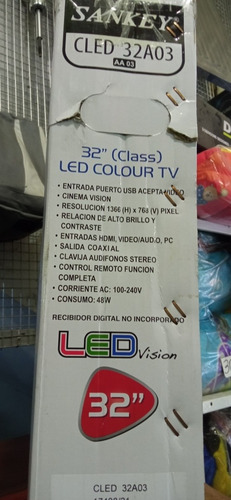 SANKEY
CLED 32A03
AA 03
32" (Class)
LED COLOUR TV
• ENTRADA PUERTO USB ACEPTA VIDEO
• CINEMA VISION
• RESOLUCION 1366 (H) x 768 (V) PIXEL
• RELACION DE ALTO BRILLO Y
CONTRASTE
• ENTRADAS HDMI, VIDEO/AUD.O, PC
• SALIDA COAXIAL
• CLAVIJA AUDIFONOS STEREO
• CONTROL REMOTO FUNCION
COMPLETA
• CORRIENTE AC: 100-240V
• CONSUMO: 48W
RECIBIDOR DIGITAL NO INCORPORADO
LED Vision
32"
CLED 32A03